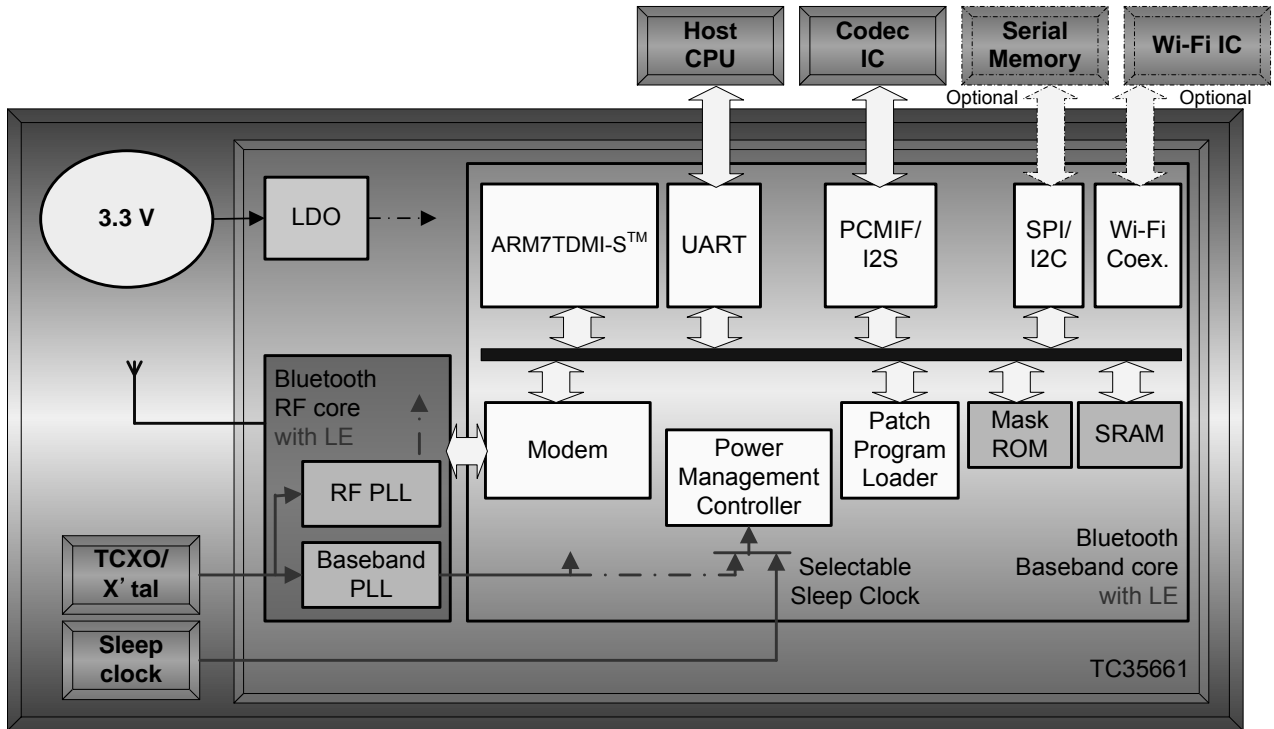 Host
CPU
Codec
IC
Serial
Memory
Wi-Fi IC
Optional
Optional
3.3 V
LDO
ARM7TDMI-S™
UART
PCMIF/
I2S
SPI/
I2C
Wi-Fi
Coex.
Bluetooth
RF core
with LE
Modem
Power
Management
Controller
Patch
Program
Loader
Mask
ROM
SRAM
RF PLL
Baseband
PLL
TCXO/
X'tal
Sleep
clock
Selectable
Sleep Clock
Bluetooth
Baseband core
with LE
TC35661